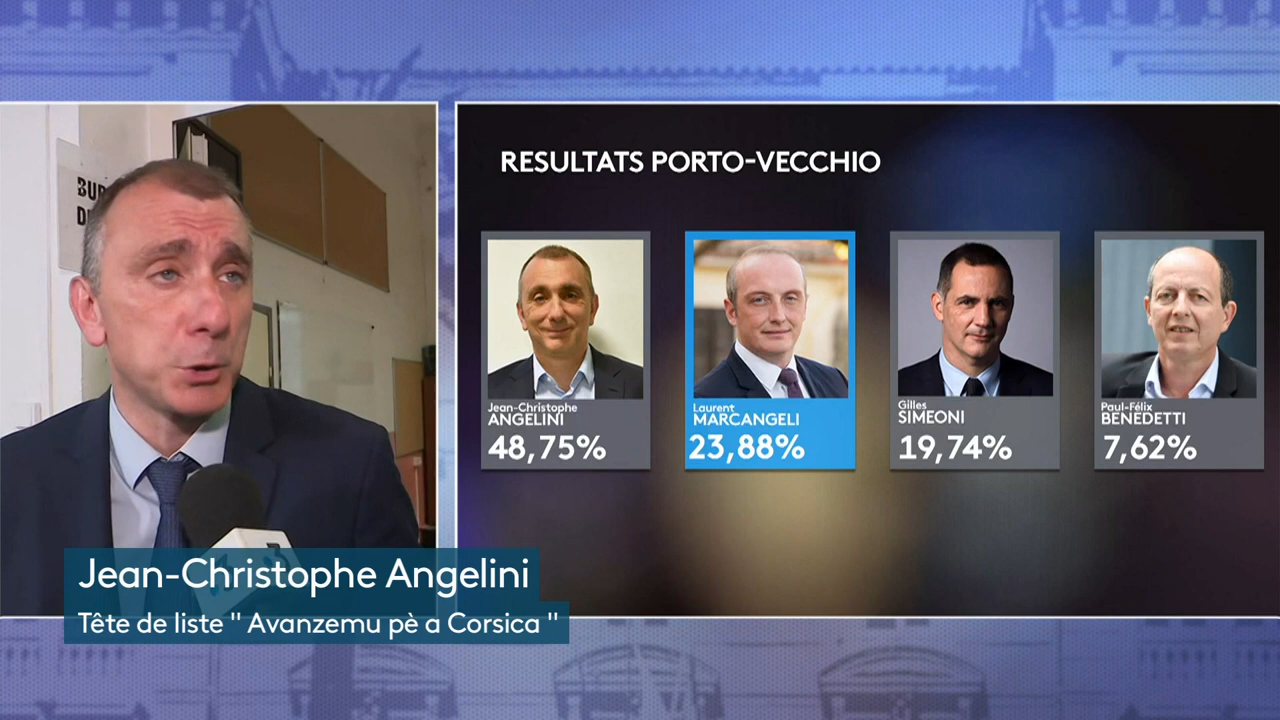 RESULTATS PORTO-VECCHIO
Jean-Christophe
ANGELINI
48,75%
Laurent
MARCANGELI
23,88%
Gilles
SIMEONI
19,74%
Paul-Félix
BENEDETTI
7,62%
Jean-Christophe Angelini
Tête de liste " Avanzemu pè a Corsica "